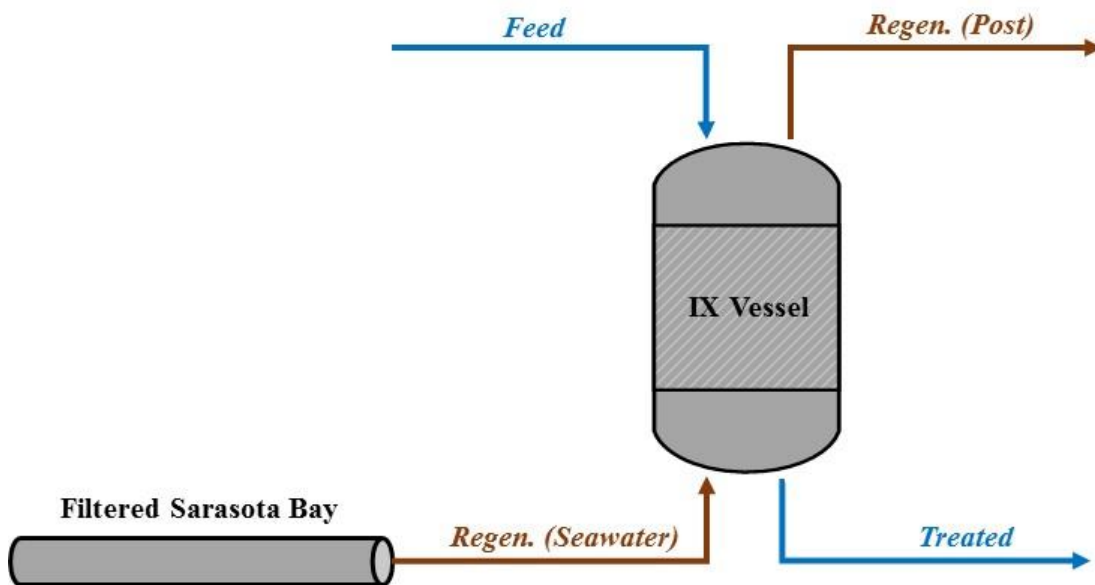 Feed
Regen. (Post)
IX Vessel
Filtered Sarasota Bay
Regen. (Seawater)
Treated